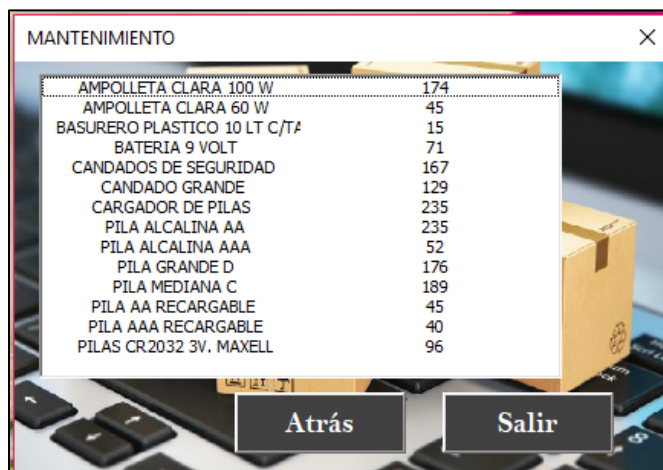 MANTENIMIENTO
AMPOLLETA CLARA 100 W 174
AMPOLLETA CLARA 60 W 45
BASURERO PLASTICO 10 LT C/TA 15
BATERIA 9 VOLT 71
CANDADOS DE SEGURIDAD 167
CANDADO GRANDE 129
CARGADOR DE PILAS 235
PILA ALCALINA AA 235
PILA ALCALINA AAA 52
PILA GRANDE D 176
PILA MEDIANA C 189
PILA AA RECARGABLE 45
PILA AAA RECARGABLE 40
PILAS CR2032 3V. MAXELL 96
Atrás Salir